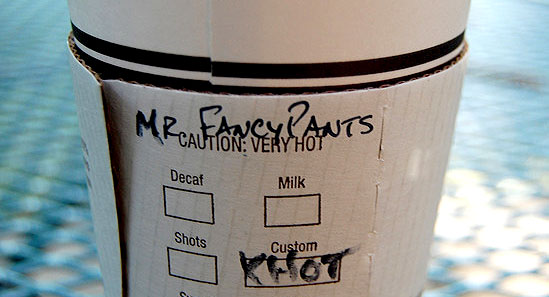 MR FANCYPANTS
CAUTION: VERY HOT
Decaf Milk
Shots Custom
XHOT